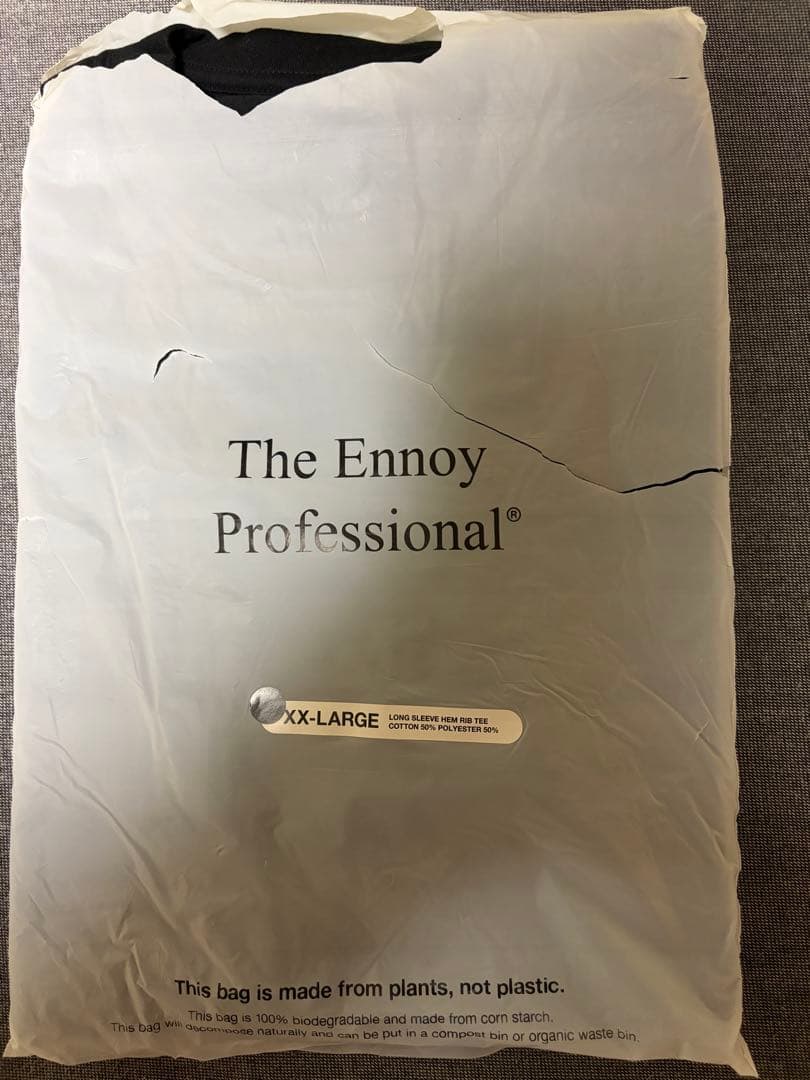 The Ennoy
Professional®
XX-LARGE
LONG SLEEVE HEM RIB TEE
COTTON 50% POLYESTER 50%
This bag is made from plants, not plastic.
This bag is 100% biodegradable and made from corn starch.
This bag will decompose naturally and can be put in a compost bin or organic waste bin.